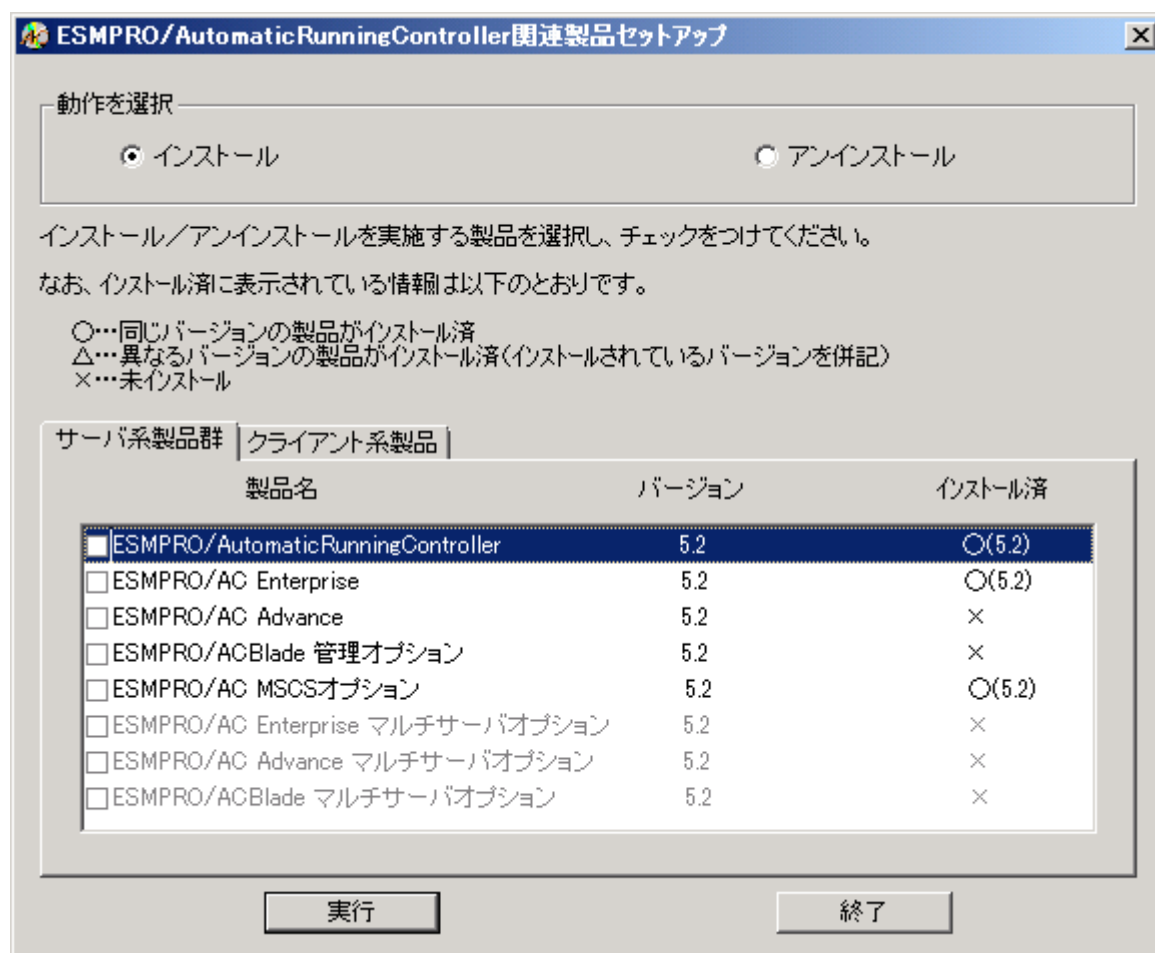 ESMPRO/AutomaticRunningController関連製品セットアップ
動作を選択
インストール アンインストール
インストール／アンインストールを実施する製品を選択し、チェックをつけてください。
なお、インストール済に表示されている情報は以下のとおりです。
○…同じバージョンの製品がインストール済
△…異なるバージョンの製品がインストール済(インストールされているバージョンを併記)
×…未インストール
サーバ系製品群 クライアント系製品
製品名 バージョン インストール済
ESMPRO/AutomaticRunningController 5.2 ○(5.2)
ESMPRO/AC Enterprise 5.2 ○(5.2)
ESMPRO/AC Advance 5.2 ×
ESMPRO/ACBlade 管理オプション 5.2 ×
ESMPRO/AC MSCSオプション 5.2 ○(5.2)
ESMPRO/AC Enterprise マルチサーバオプション 5.2 ×
ESMPRO/AC Advance マルチサーバオプション 5.2 ×
ESMPRO/ACBlade マルチサーバオプション 5.2 ×
実行 終了